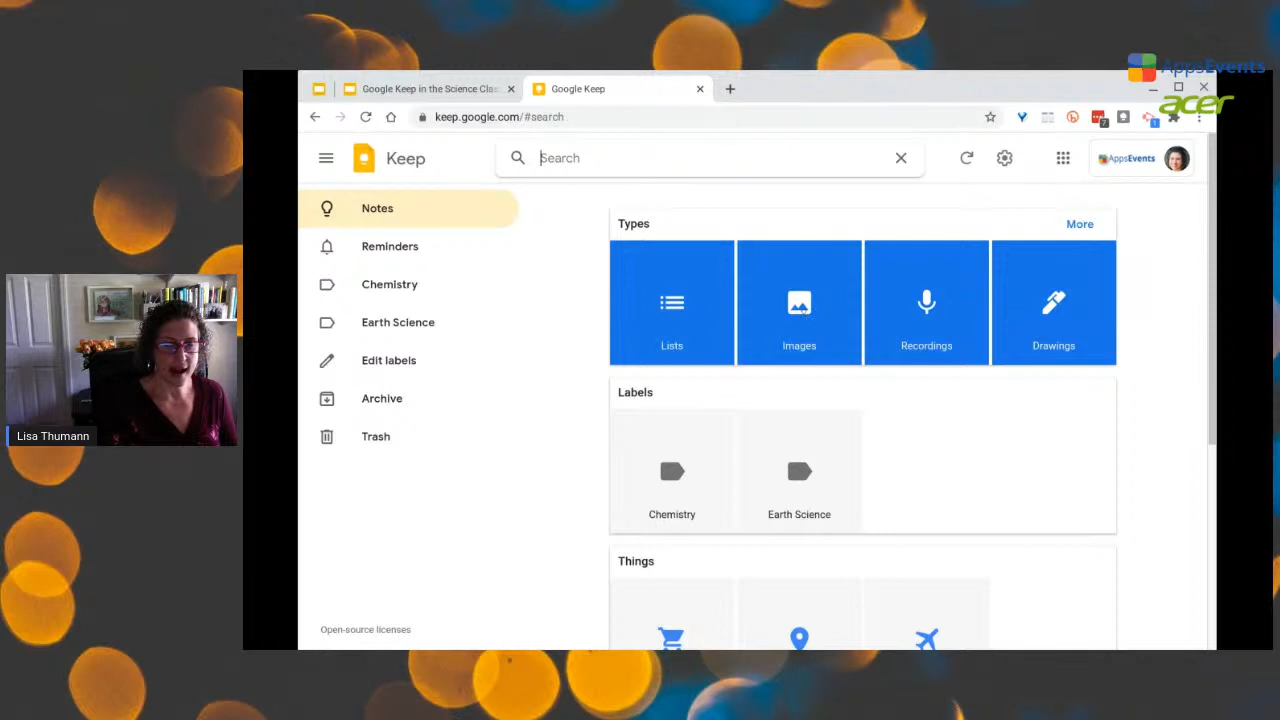 AppsEvents
acer
Google Keep in the Science Clas
Google Keep
keep.google.com/#search
7
1
Keep
Search
AppsEvents
Notes
Reminders
Chemistry
Earth Science
Edit labels
Archive
Trash
Open-source licenses
Types
More
Lists
Images
Recordings
Drawings
Labels
Chemistry
Earth Science
Things
Lisa Thumann